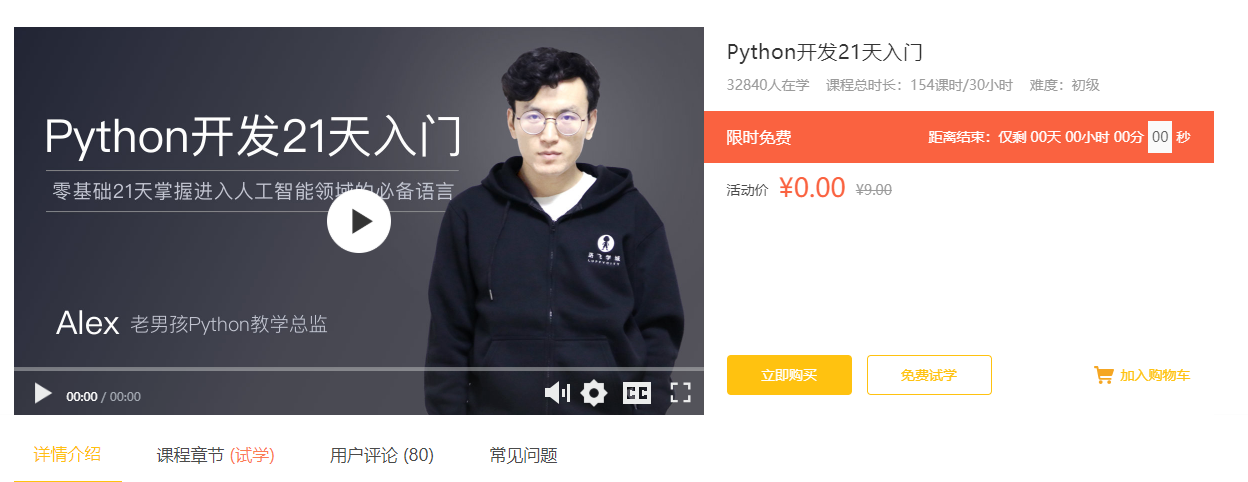 Python开发21天入门
零基础21天掌握进入人工智能领域的必备语言
Alex 老男孩Python教学总监
路飞学城
LUFFYCITY
00:00 / 00:00
CC
Python开发21天入门
32840人在学 课程总时长：154课时/30小时 难度：初级
限时免费 距离结束：仅剩 00天 00小时 00分 00 秒
活动价 ¥0.00 ¥9.00
立即购买 免费试学 加入购物车
详情介绍 课程章节 (试学) 用户评论 (80) 常见问题